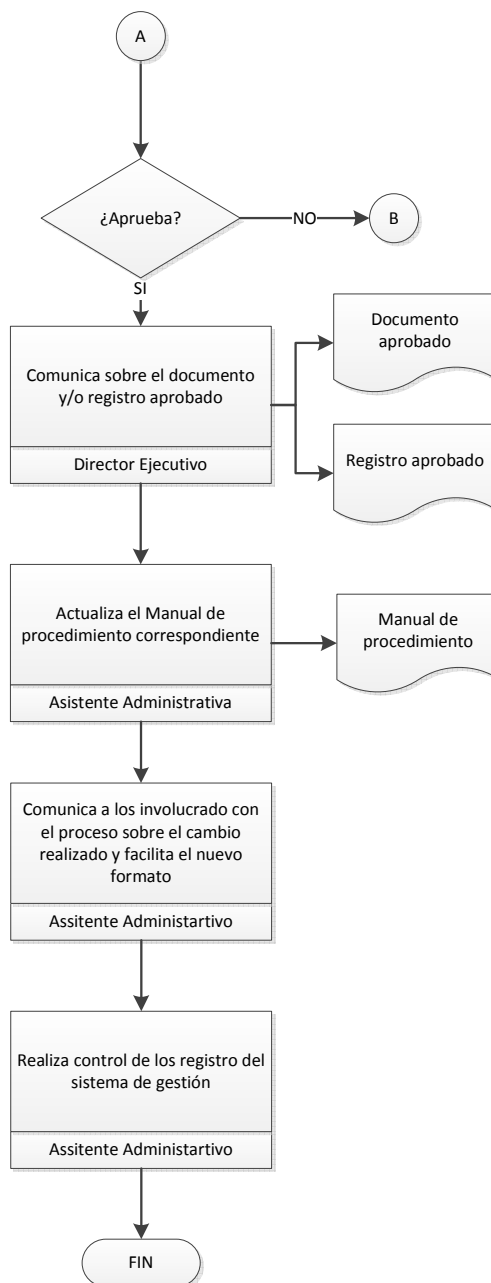 A
¿Aprueba?
NO
B
SI
Comunica sobre el documento
y/o registro aprobado
Director Ejecutivo
Documento
aprobado
Registro aprobado
Actualiza el Manual de
procedimiento correspondiente
Asistente Administrativa
Manual de
procedimiento
Comunica a los involucrado con
el proceso sobre el cambio
realizado y facilita el nuevo
formato
Assitente Administartivo
Realiza control de los registro del
sistema de gestión
Assitente Administartivo
FIN